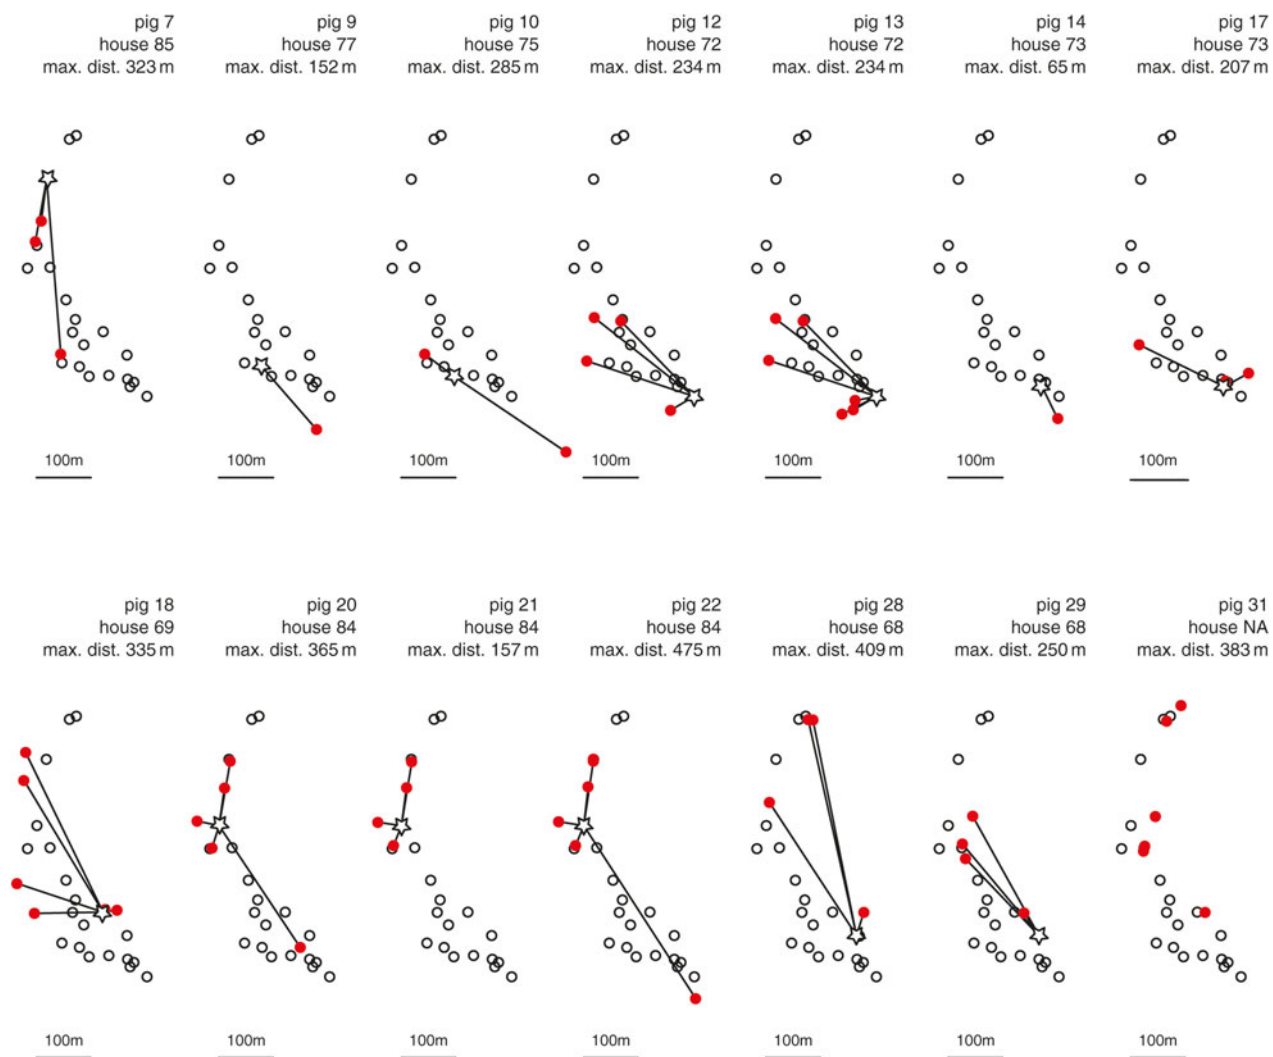 pig 7
house 85
max. dist. 323 m
pig 9
house 77
max. dist. 152 m
pig 10
house 75
max. dist. 285 m
pig 12
house 72
max. dist. 234 m
pig 13
house 72
max. dist. 234 m
pig 14
house 73
max. dist. 65 m
pig 17
house 73
max. dist. 207 m
100m
100m
100m
100m
100m
100m
100m
pig 18
house 69
max. dist. 335 m
pig 20
house 84
max. dist. 365 m
pig 21
house 84
max. dist. 157 m
pig 22
house 84
max. dist. 475 m
pig 28
house 68
max. dist. 409 m
pig 29
house 68
max. dist. 250 m
pig 31
house NA
max. dist. 383 m
100m
100m
100m
100m
100m
100m
100m